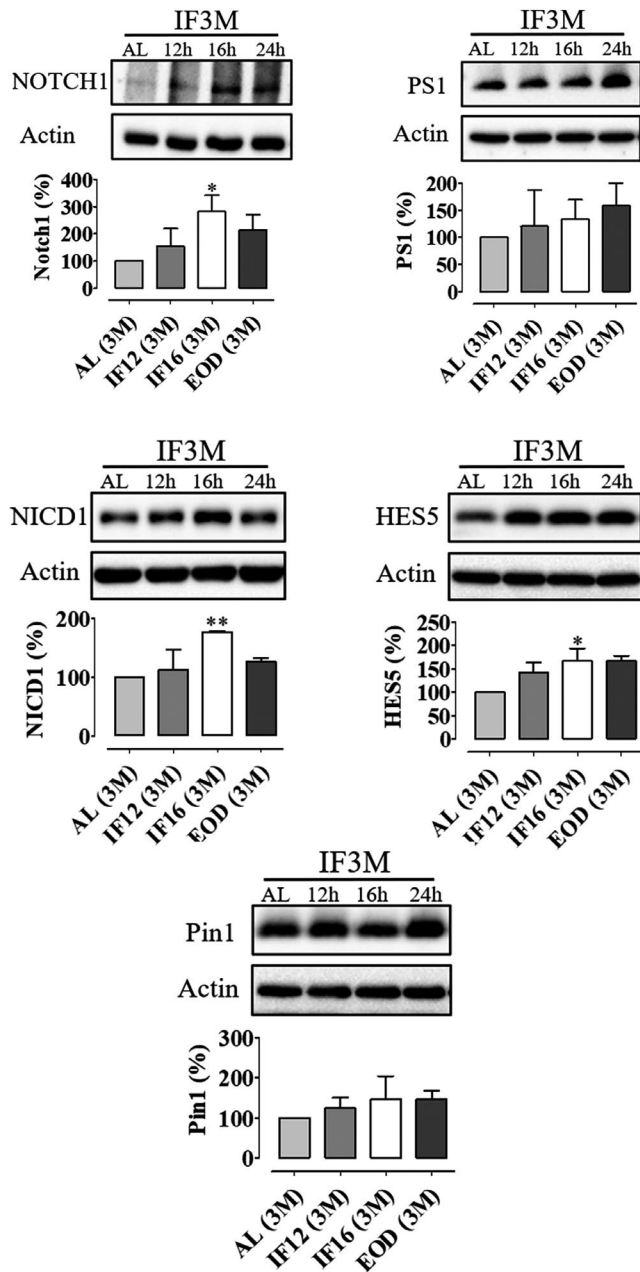 IF3M
AL 12h 16h 24h
NOTCH1
Actin
Notch1 (%)
400
300
200
100
0
*
AL (3M)
IF12 (3M)
IF16 (3M)
EOD (3M)
IF3M
AL 12h 16h 24h
PS1
Actin
PS1 (%)
200
150
100
50
0
AL (3M)
IF12 (3M)
IF16 (3M)
EOD (3M)
IF3M
AL 12h 16h 24h
NICD1
Actin
NICD1 (%)
200
100
0
**
AL (3M)
IF12 (3M)
IF16 (3M)
EOD (3M)
IF3M
AL 12h 16h 24h
HES5
Actin
HES5 (%)
250
200
150
100
50
0
*
AL (3M)
IF12 (3M)
IF16 (3M)
EOD (3M)
IF3M
AL 12h 16h 24h
Pin1
Actin
Pin1 (%)
300
200
100
0
AL (3M)
IF12 (3M)
IF16 (3M)
EOD (3M)